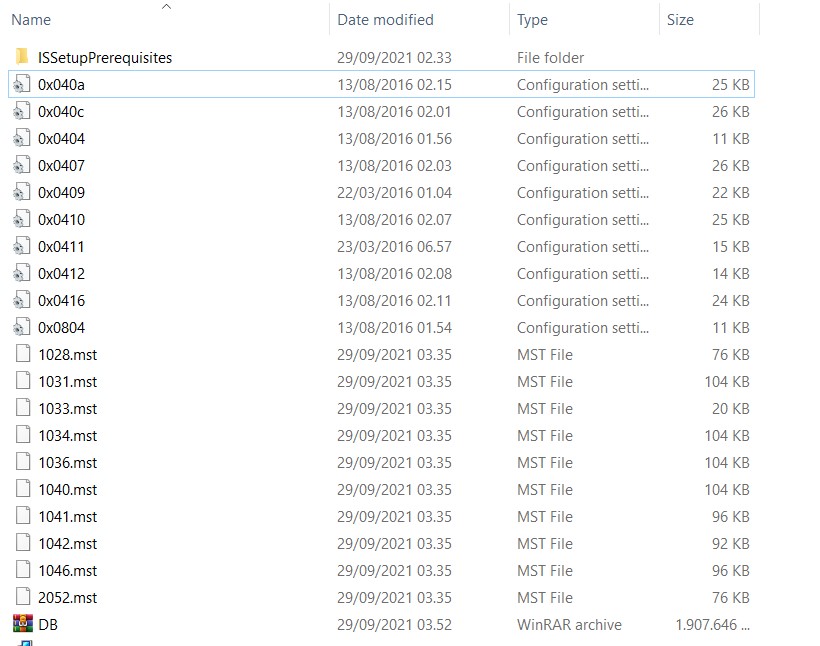 Name Date modified Type Size
ISSetupPrerequisites 29/09/2021 02.33 File folder
0x040a 13/08/2016 02.15 Configuration setti... 25 KB
0x040c 13/08/2016 02.01 Configuration setti... 26 KB
0x0404 13/08/2016 01.56 Configuration setti... 11 KB
0x0407 13/08/2016 02.03 Configuration setti... 26 KB
0x0409 22/03/2016 01.04 Configuration setti... 22 KB
0x0410 13/08/2016 02.07 Configuration setti... 25 KB
0x0411 23/03/2016 06.57 Configuration setti... 15 KB
0x0412 13/08/2016 02.08 Configuration setti... 14 KB
0x0416 13/08/2016 02.11 Configuration setti... 24 KB
0x0804 13/08/2016 01.54 Configuration setti... 11 KB
1028.mst 29/09/2021 03.35 MST File 76 KB
1031.mst 29/09/2021 03.35 MST File 104 KB
1033.mst 29/09/2021 03.35 MST File 20 KB
1034.mst 29/09/2021 03.35 MST File 104 KB
1036.mst 29/09/2021 03.35 MST File 104 KB
1040.mst 29/09/2021 03.35 MST File 104 KB
1041.mst 29/09/2021 03.35 MST File 96 KB
1042.mst 29/09/2021 03.35 MST File 92 KB
1046.mst 29/09/2021 03.35 MST File 96 KB
2052.mst 29/09/2021 03.35 MST File 76 KB
DB 29/09/2021 03.52 WinRAR archive 1.907.646 ...